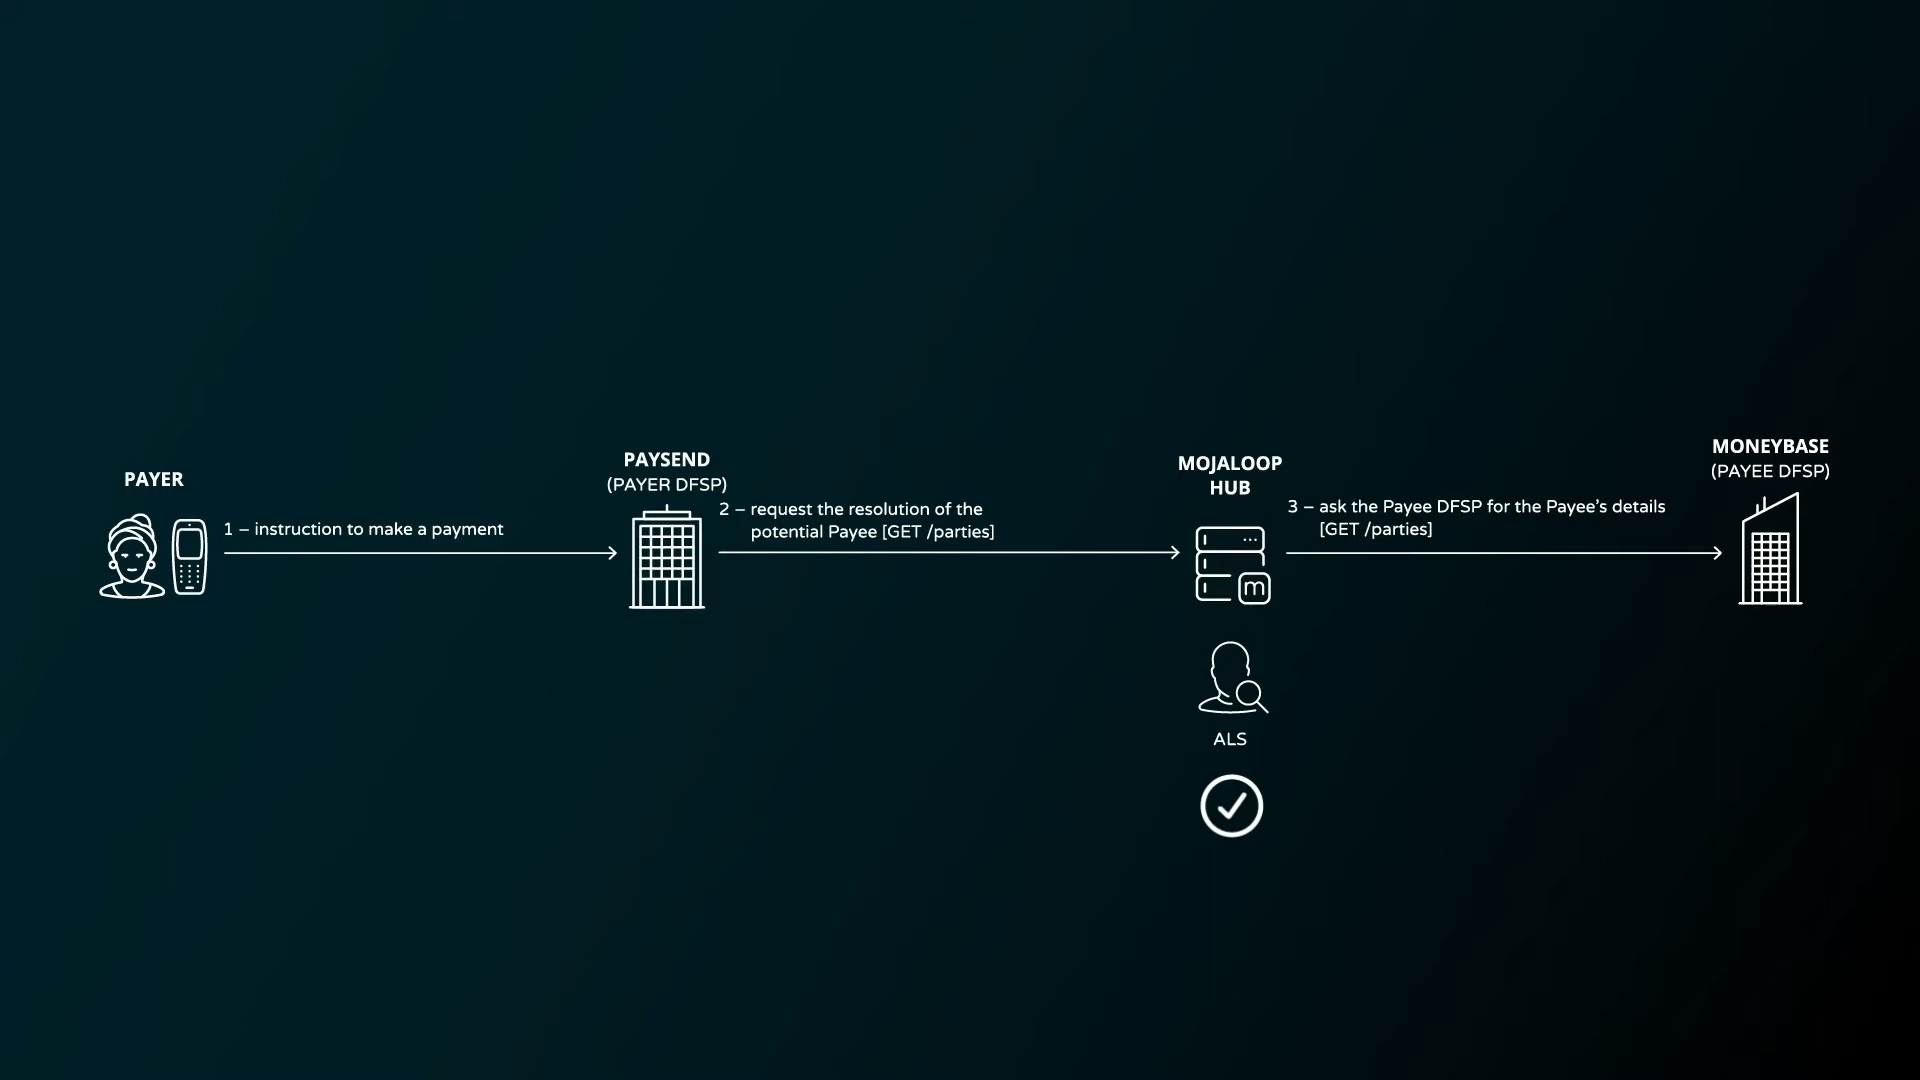 PAYER
1 – instruction to make a payment
PAYSEND
(PAYER DFSP)
2 – request the resolution of the
potential Payee [GET /parties]
MOJALOOP
HUB
m
ALS
3 – ask the Payee DFSP for the Payee’s details
[GET /parties]
MONEYBASE
(PAYEE DFSP)